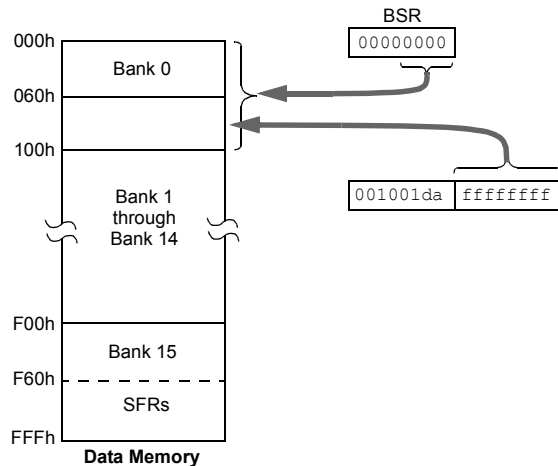 BSR
000h
00000000
Bank 0
060h
100h
001001da ffffffff
Bank 1
through
Bank 14
F00h
Bank 15
F60h
SFRs
FFFh
Data Memory